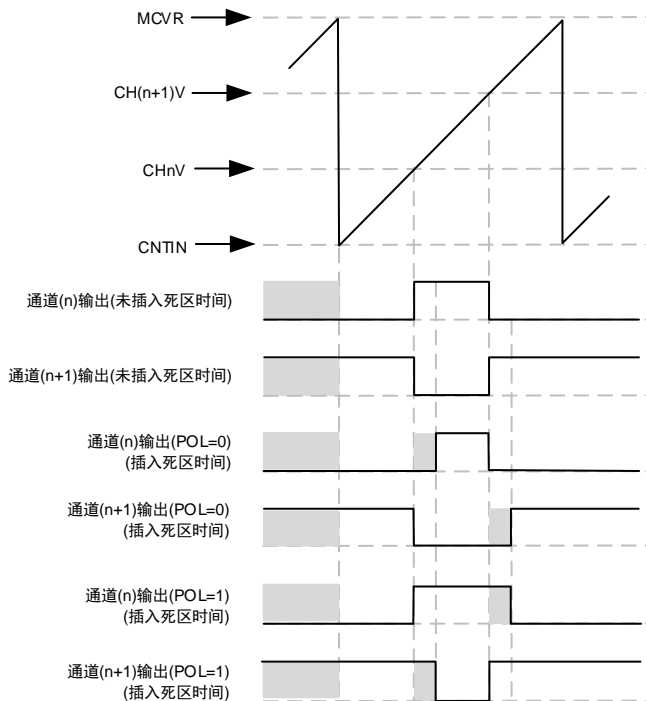 MCVR
CH(n+1)V
CHnV
CNTIN
通道(n)输出(未插入死区时间)
通道(n+1)输出(未插入死区时间)
通道(n)输出(POL=0)
(插入死区时间)
通道(n+1)输出(POL=0)
(插入死区时间)
通道(n)输出(POL=1)
(插入死区时间)
通道(n+1)输出(POL=1)
(插入死区时间)